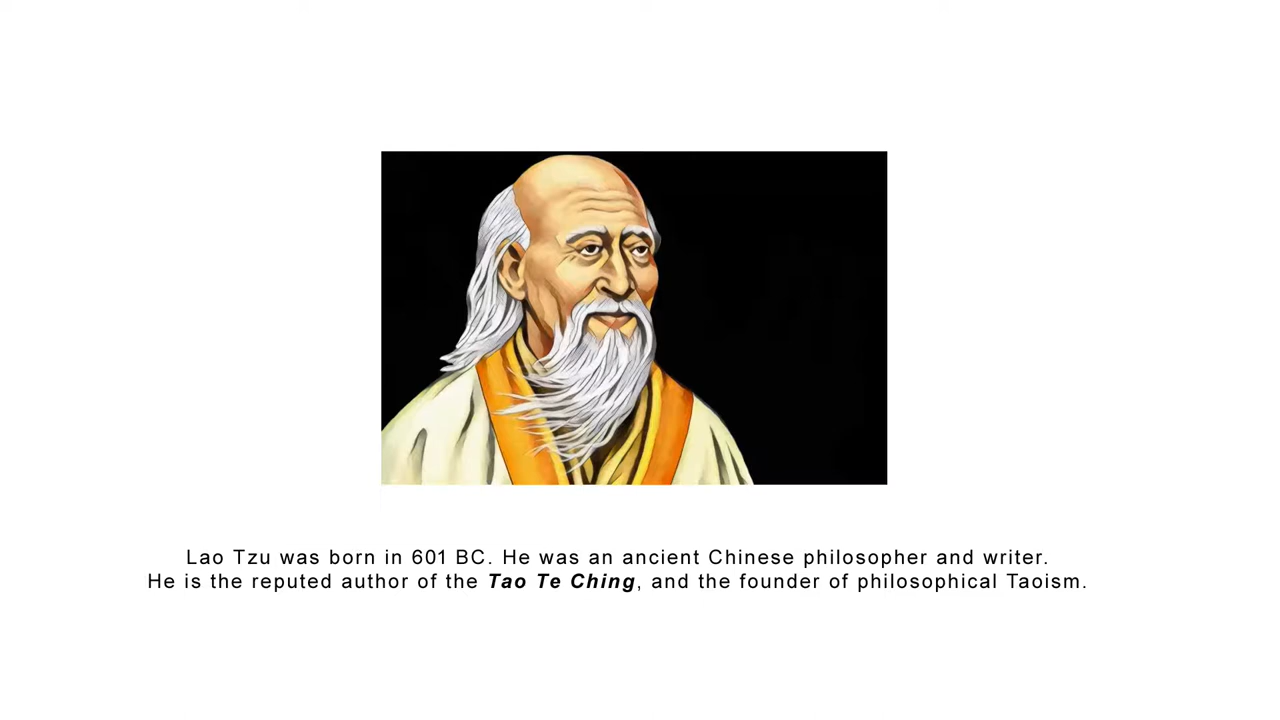 Lao Tzu was born in 601 BC. He was an ancient Chinese philosopher and writer.
He is the reputed author of the Tao Te Ching, and the founder of philosophical Taoism.